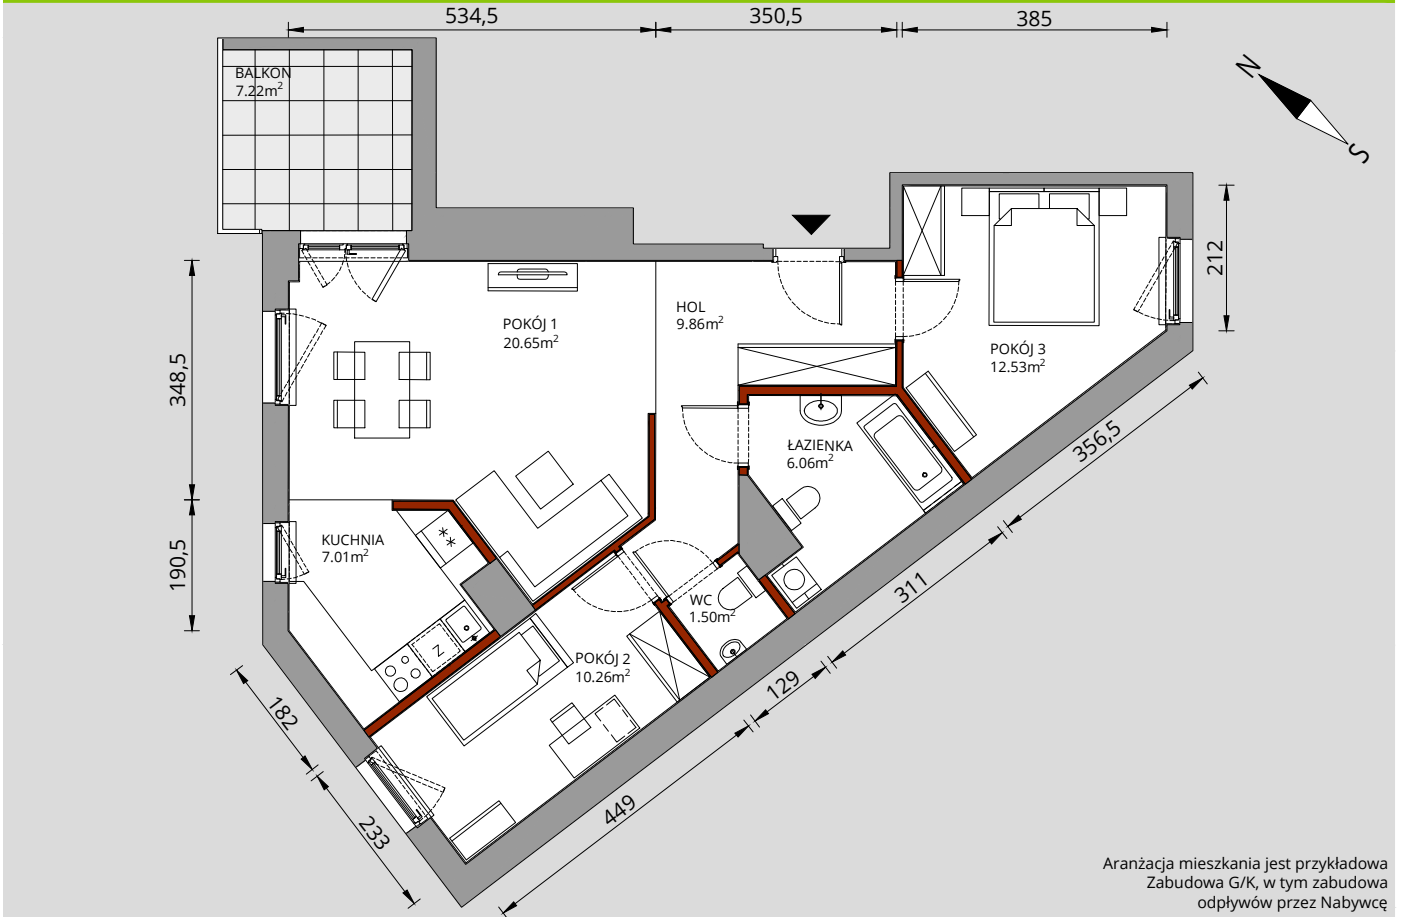 534,5
350,5
385
BALKON
7.22m²
N
S
212
HOL
9.86m²
POKÓJ 1
20.65m²
POKÓJ 3
12.53m²
348,5
356,5
ŁAZIENKA
6.06m²
KUCHNIA
7.01m²
190,5
311
WC
1.50m²
Z
POKÓJ 2
10.26m²
129
182
449
233
Aranżacja mieszkania jest przykładowa
Zabudowa G/K, w tym zabudowa
odpływów przez Nabywcę